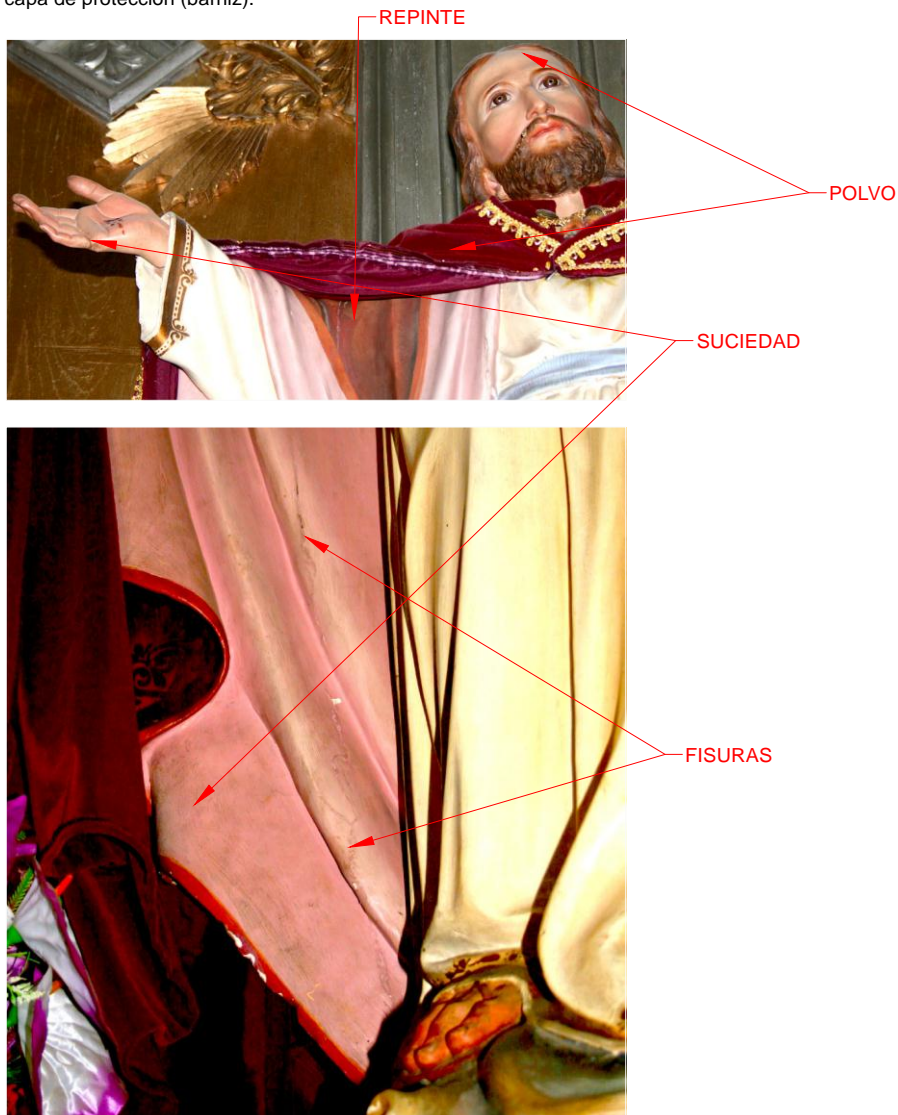 capa de protección (barniz).
REPINTE
POLVO
SUCIEDAD
FISURAS